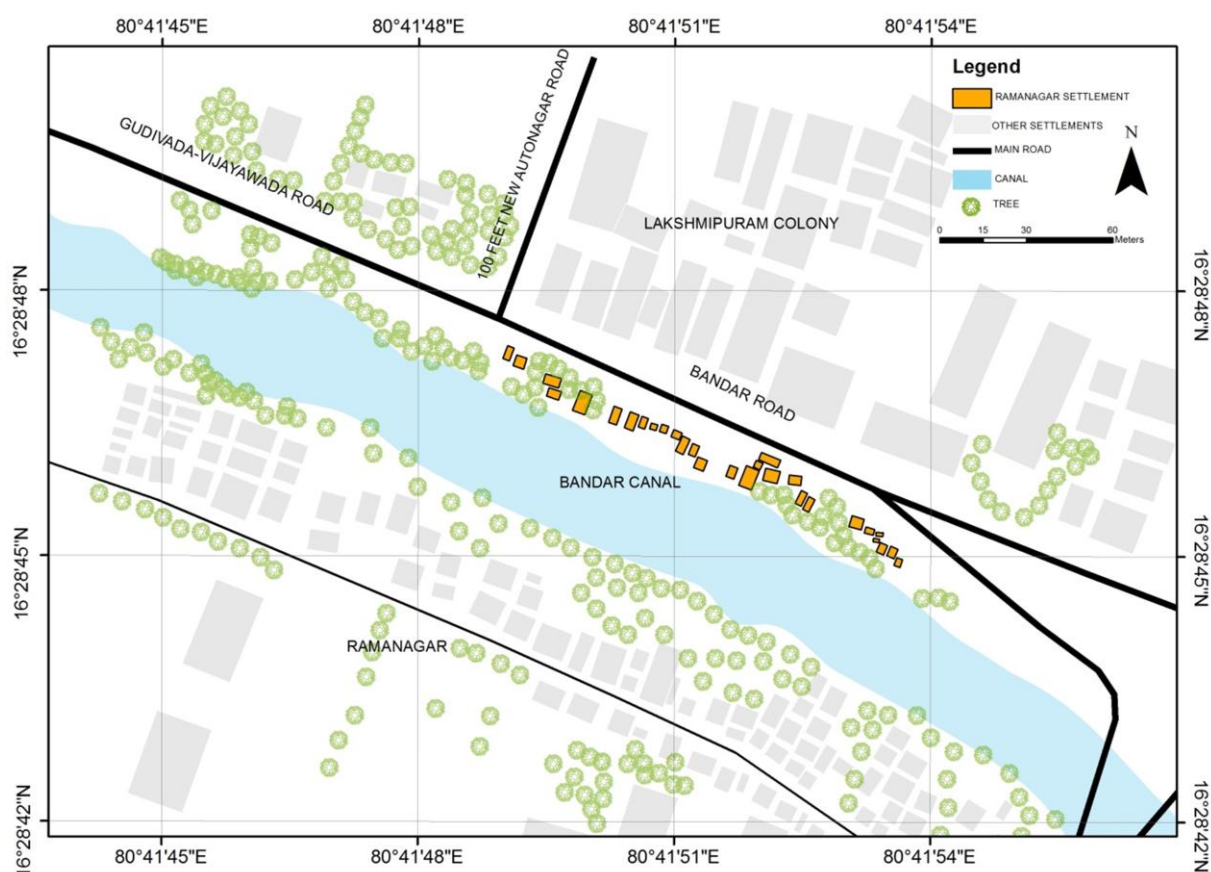 80°41'45"E
80°41'48"E
80°41'51"E
80°41'54"E
Legend
RAMANAGAR SETTLEMENT
OTHER SETTLEMENTS
MAIN ROAD
CANAL
TREE
N
0 15 30 60
Meters
GUDIVADA-VIJAYAWADA ROAD
100 FEET NEW AUTONAGAR ROAD
LAKSHMIPURAM COLONY
16°28'48"N
16°28'48"N
BANDAR ROAD
BANDAR CANAL
16°28'45"N
16°28'45"N
RAMANAGAR
16°28'42"N
16°28'42"N
80°41'45"E
80°41'48"E
80°41'51"E
80°41'54"E